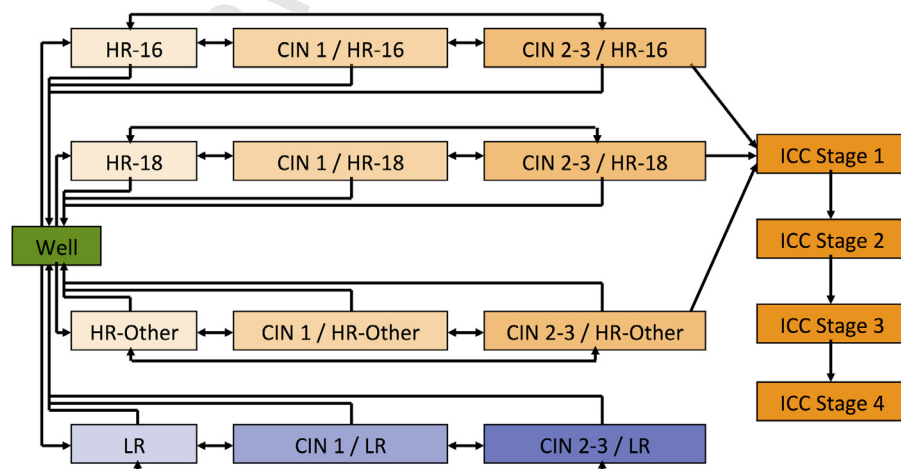 HR-16
CIN 1 / HR-16
CIN 2-3 / HR-16
HR-18
CIN 1 / HR-18
CIN 2-3 / HR-18
ICC Stage 1
Well
ICC Stage 2
HR-Other
CIN 1 / HR-Other
CIN 2-3 / HR-Other
ICC Stage 3
ICC Stage 4
LR
CIN 1 / LR
CIN 2-3 / LR